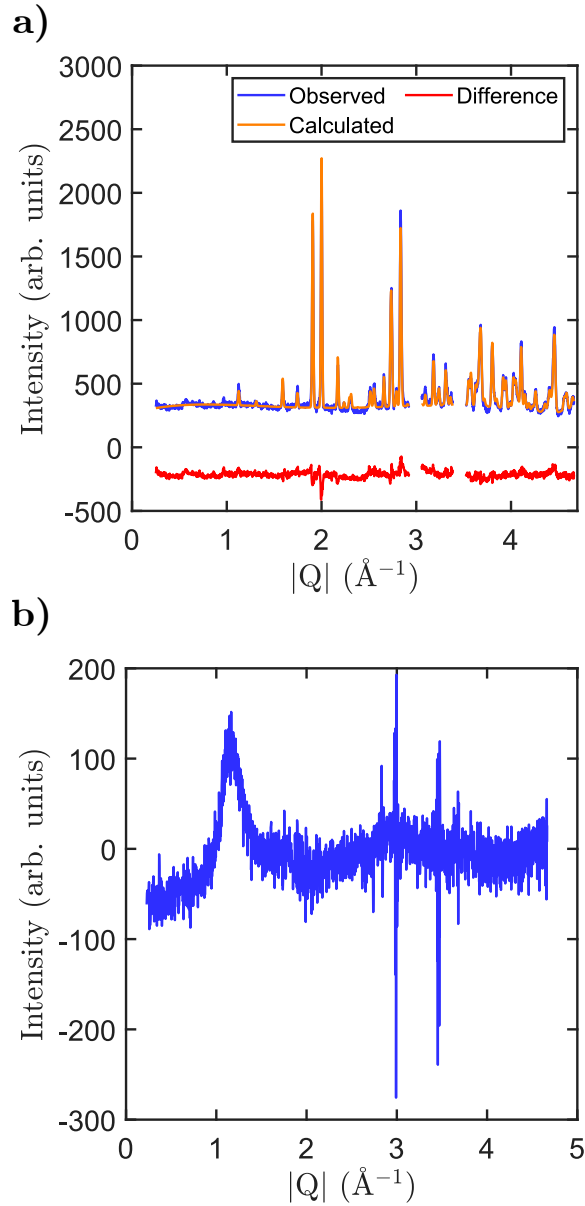 a)
3000
2500
2000
1500
1000
500
0
-500
Intensity (arb. units)
Observed
Difference
Calculated
0
1
2
3
4
|Q| (Å⁻¹)
b)
200
100
0
-100
-200
-300
Intensity (arb. units)
0
1
2
3
4
5
|Q| (Å⁻¹)